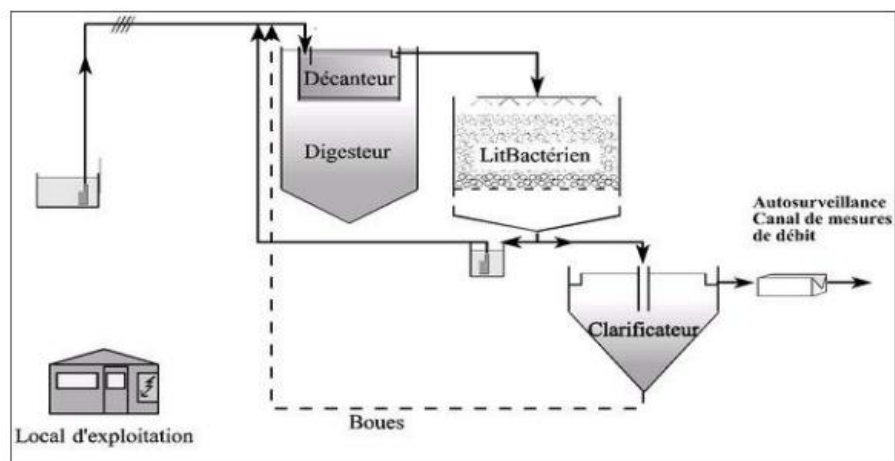 Décanteur
Digesteur
LitBactérien
Autosurveillance
Canal de mesures
de débit
Clarificateur
Boues
Local d'exploitation